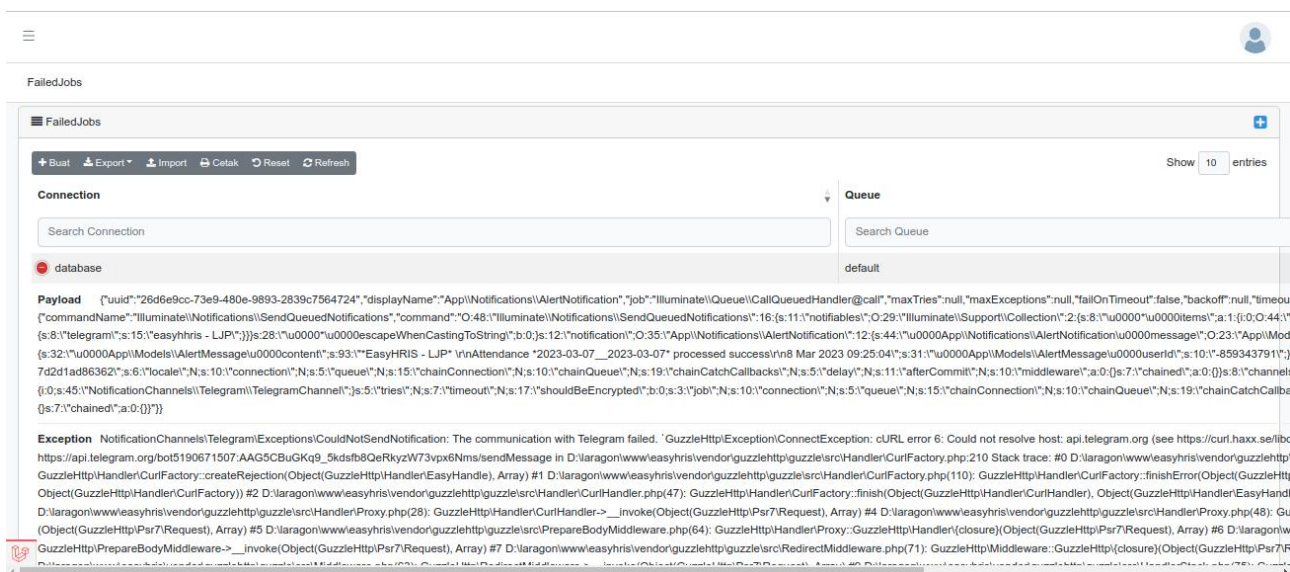 FailedJobs
FailedJobs
Buat Export Import Cetak Reset Refresh
Show 10 entries
Connection Queue
Search Connection Search Queue
database default
Payload {"uuid":"26d6e9cc-73e9-480e-9893-2839c7564724","displayName":"App\\Notifications\\AlertNotification","job":"Illuminate\\Queue\\CallQueuedHandler@call","maxTries":null,"maxExceptions":null,"failOnTimeout":false,"backoff":null,"timeou
{"commandName":"Illuminate\\Notifications\\SendQueuedNotifications","command":"O:48:\"Illuminate\\Notifications\\SendQueuedNotifications\":16:{s:11:\"notifiables\";O:29:\"Illuminate\\Support\\Collection\":2:{s:8:\"\u0000*\u0000items\";a:1:{i:0;O:44:\"
{s:8:\"telegram\";s:15:\"easyhhris - LJP\";}}}s:28:\"\u0000*\u0000escapeWhenCastingToString\";b:0;}s:12:\"notification\";O:35:\"App\\Notifications\\AlertNotification\":12:{s:44:\"\u0000App\\Notifications\\AlertNotification\u0000message\";O:23:\"App\\Mod
{s:32:\"\u0000App\\Models\\AlertMessage\u0000content\";s:93:\"*EasyHRIS - LJP* \r\nAttendance *2023-03-07__2023-03-07* processed success\r\n8 Mar 2023 09:25:04\";s:31:\"\u0000App\\Models\\AlertMessage\u0000userId\";s:10:\"-859343791\";}
7d2d1ad86362\";s:6:\"locale\";N;s:10:\"connection\";N;s:5:\"queue\";N;s:15:\"chainConnection\";N;s:10:\"chainQueue\";N;s:19:\"chainCatchCallbacks\";N;s:5:\"delay\";N;s:11:\"afterCommit\";N;s:10:\"middleware\";a:0:{}s:7:\"chained\";a:0:{}}s:8:\"channels
{i:0;s:45:\"NotificationChannels\\Telegram\\TelegramChannel\";}s:5:\"tries\";N;s:7:\"timeout\";N;s:17:\"shouldBeEncrypted\";b:0;s:3:\"job\";N;s:10:\"connection\";N;s:5:\"queue\";N;s:15:\"chainConnection\";N;s:10:\"chainQueue\";N;s:19:\"chainCatchCallba
{}s:7:\"chained\";a:0:{}}"}}
Exception NotificationChannels\Telegram\Exceptions\CouldNotSendNotification: The communication with Telegram failed. `GuzzleHttp\Exception\ConnectException: cURL error 6: Could not resolve host: api.telegram.org (see https://curl.haxx.se/libc
https://api.telegram.org/bot5190671507:AAG5CBuGKq9_5kdsfb8QeRkyzW73vpx6Nms/sendMessage in D:\laragon\www\easyhris\vendor\guzzlehttp\guzzle\src\Handler\CurlFactory.php:210 Stack trace: #0 D:\laragon\www\easyhris\vendor\guzzlehttp\
GuzzleHttp\Handler\CurlFactory::createRejection(Object(GuzzleHttp\Handler\EasyHandle), Array) #1 D:\laragon\www\easyhris\vendor\guzzlehttp\guzzle\src\Handler\CurlFactory.php(110): GuzzleHttp\Handler\CurlFactory::finishError(Object(GuzzleHttp
Object(GuzzleHttp\Handler\CurlFactory)) #2 D:\laragon\www\easyhris\vendor\guzzlehttp\guzzle\src\Handler\CurlHandler.php(47): GuzzleHttp\Handler\CurlFactory::finish(Object(GuzzleHttp\Handler\CurlHandler), Object(GuzzleHttp\Handler\EasyHandl
D:\laragon\www\easyhris\vendor\guzzlehttp\guzzle\src\Handler\Proxy.php(28): GuzzleHttp\Handler\CurlHandler->__invoke(Object(GuzzleHttp\Psr7\Request), Array) #4 D:\laragon\www\easyhris\vendor\guzzlehttp\guzzle\src\Handler\Proxy.php(48): Gu
(Object(GuzzleHttp\Psr7\Request), Array) #5 D:\laragon\www\easyhris\vendor\guzzlehttp\guzzle\src\PrepareBodyMiddleware.php(64): GuzzleHttp\Handler\Proxy::GuzzleHttp\Handler\{closure}(Object(GuzzleHttp\Psr7\Request), Array) #6 D:\laragon\w
GuzzleHttp\PrepareBodyMiddleware->__invoke(Object(GuzzleHttp\Psr7\Request), Array) #7 D:\laragon\www\easyhris\vendor\guzzlehttp\guzzle\src\RedirectMiddleware.php(71): GuzzleHttp\Middleware::GuzzleHttp\{closure}(Object(GuzzleHttp\Psr7\R